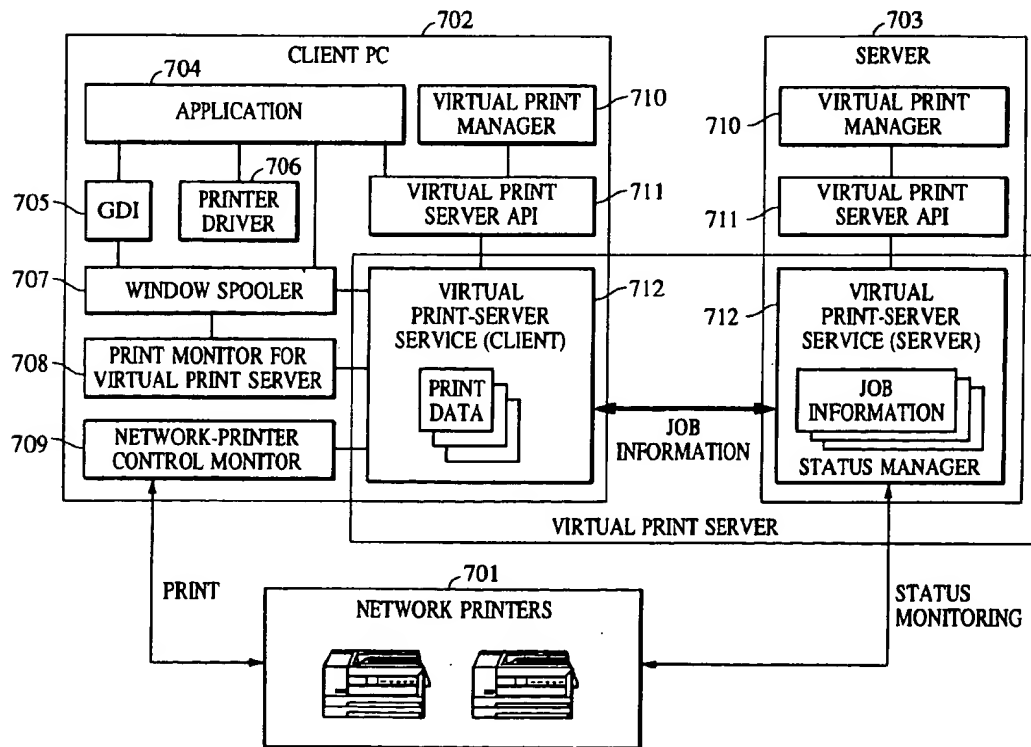 702
CLIENT PC
704
APPLICATION
VIRTUAL PRINT
MANAGER
710
705
GDI
706
PRINTER
DRIVER
VIRTUAL PRINT
SERVER API
711
707
WINDOW SPOOLER
VIRTUAL
PRINT-SERVER
SERVICE (CLIENT)
712
708
PRINT MONITOR FOR
VIRTUAL PRINT SERVER
PRINT
DATA
709
NETWORK-PRINTER
CONTROL MONITOR
JOB
INFORMATION
703
SERVER
710
VIRTUAL PRINT
MANAGER
711
VIRTUAL PRINT
SERVER API
712
VIRTUAL
PRINT-SERVER
SERVICE (SERVER)
JOB
INFORMATION
STATUS MANAGER
VIRTUAL PRINT SERVER
PRINT
701
NETWORK PRINTERS
STATUS
MONITORING